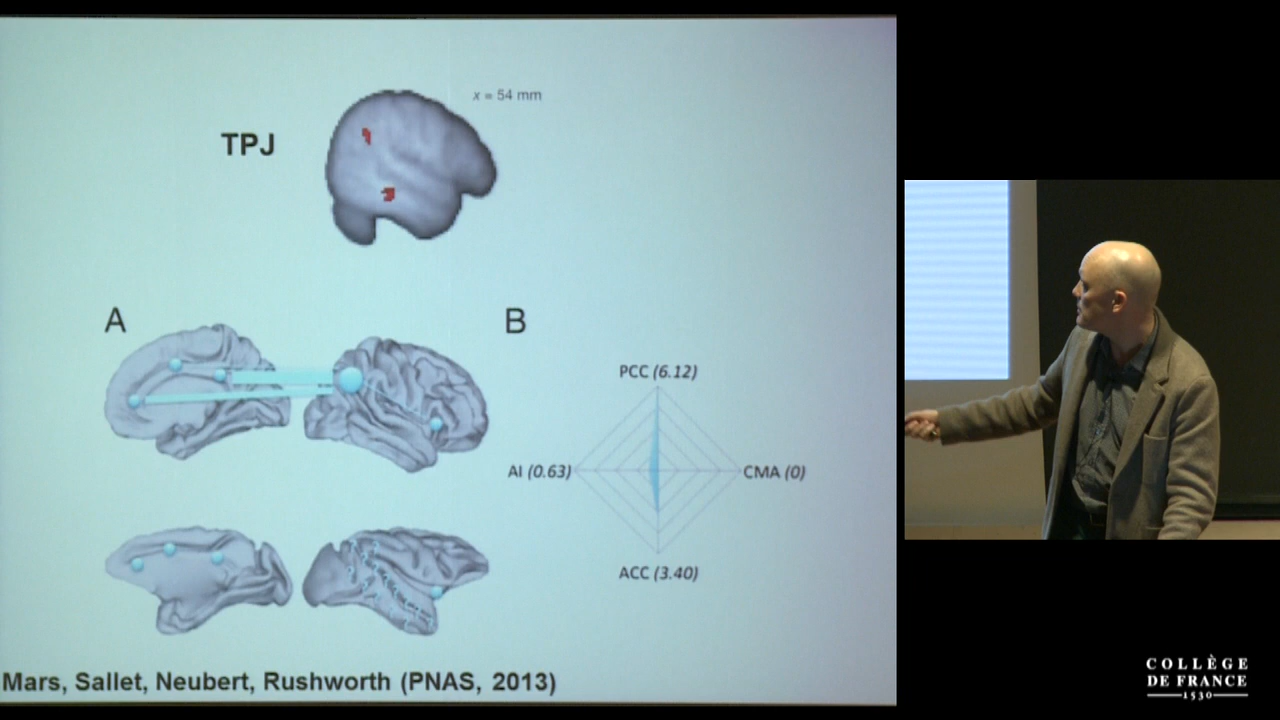 x = 54 mm
TPJ
A
B
PCC (6.12)
AI (0.63)
CMA (0)
ACC (3.40)
Mars, Sallet, Neubert, Rushworth (PNAS, 2013)
COLLÈGE
DE FRANCE
1530